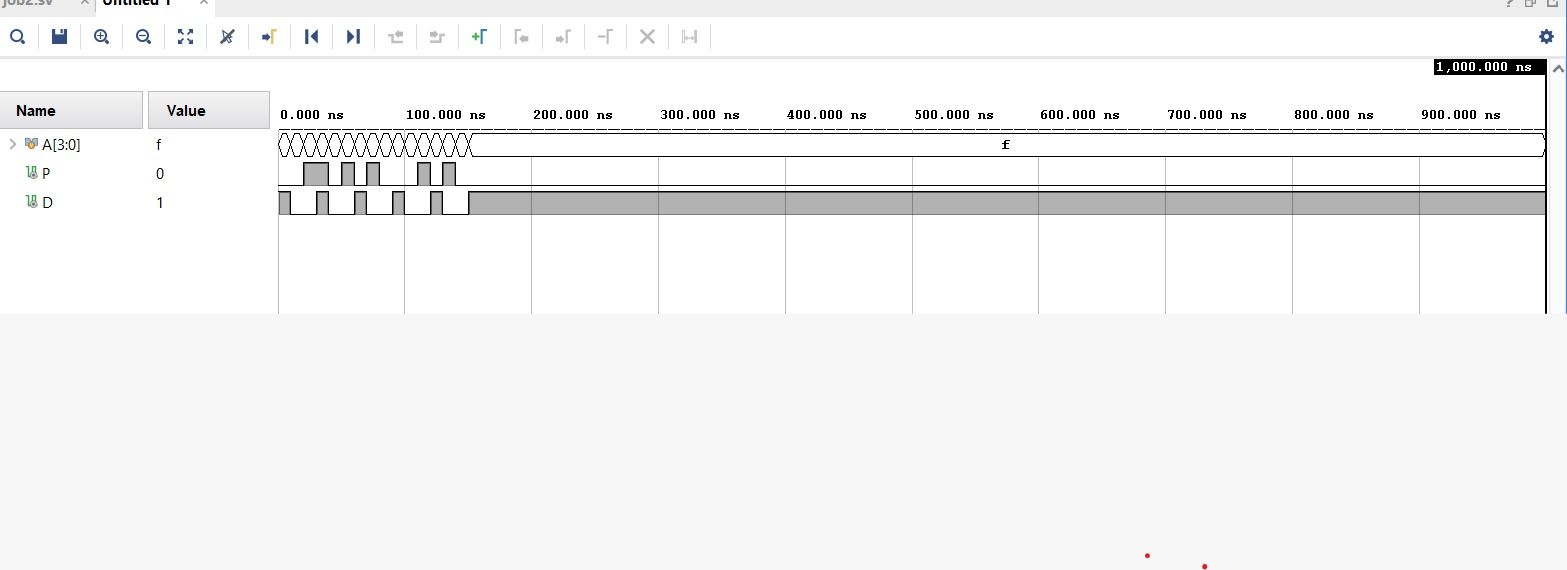 job2.sv × Untitled 1 × ?
1,000.000 ns
Name Value
0.000 ns 100.000 ns 200.000 ns 300.000 ns 400.000 ns 500.000 ns 600.000 ns 700.000 ns 800.000 ns 900.000 ns
A[3:0] f f
P 0
D 1